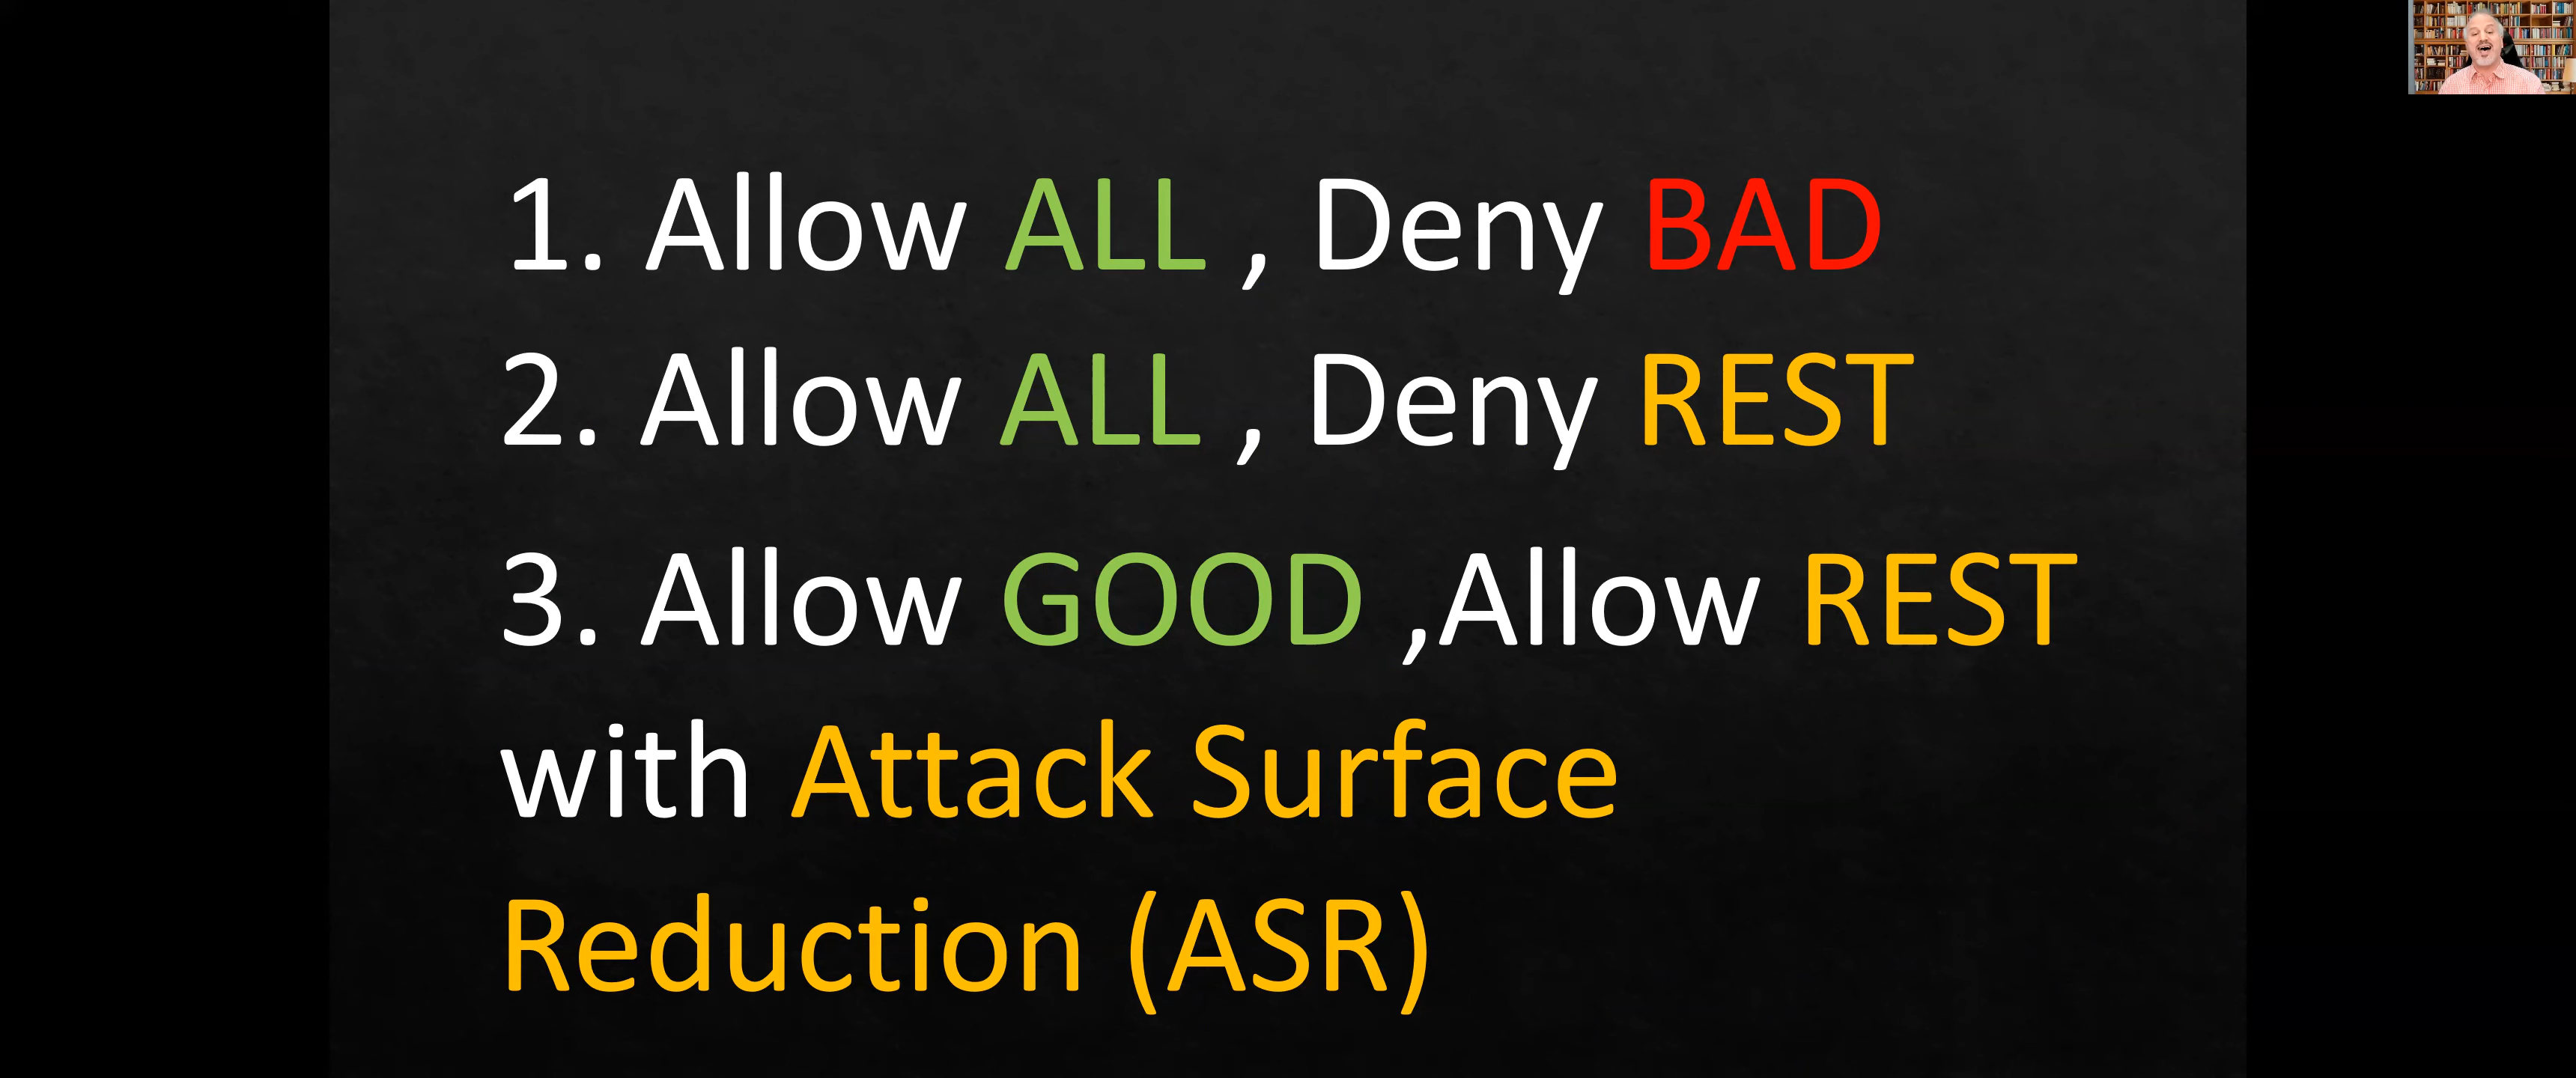 1. Allow ALL , Deny BAD
2. Allow ALL , Deny REST
3. Allow GOOD ,Allow REST
with Attack Surface
Reduction (ASR)